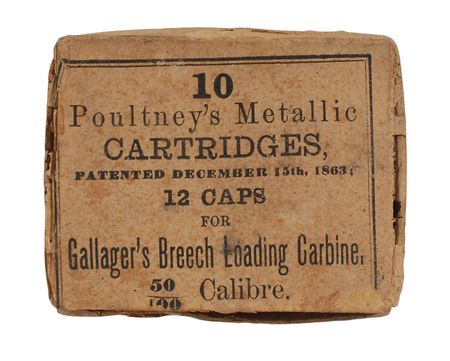 10
Poultney's Metallic
CARTRIDGES,
PATENTED DECEMBER 15th, 1863;
12 CAPS
FOR
Gallager's Breech Loading Carbine,
50/100 Calibre.